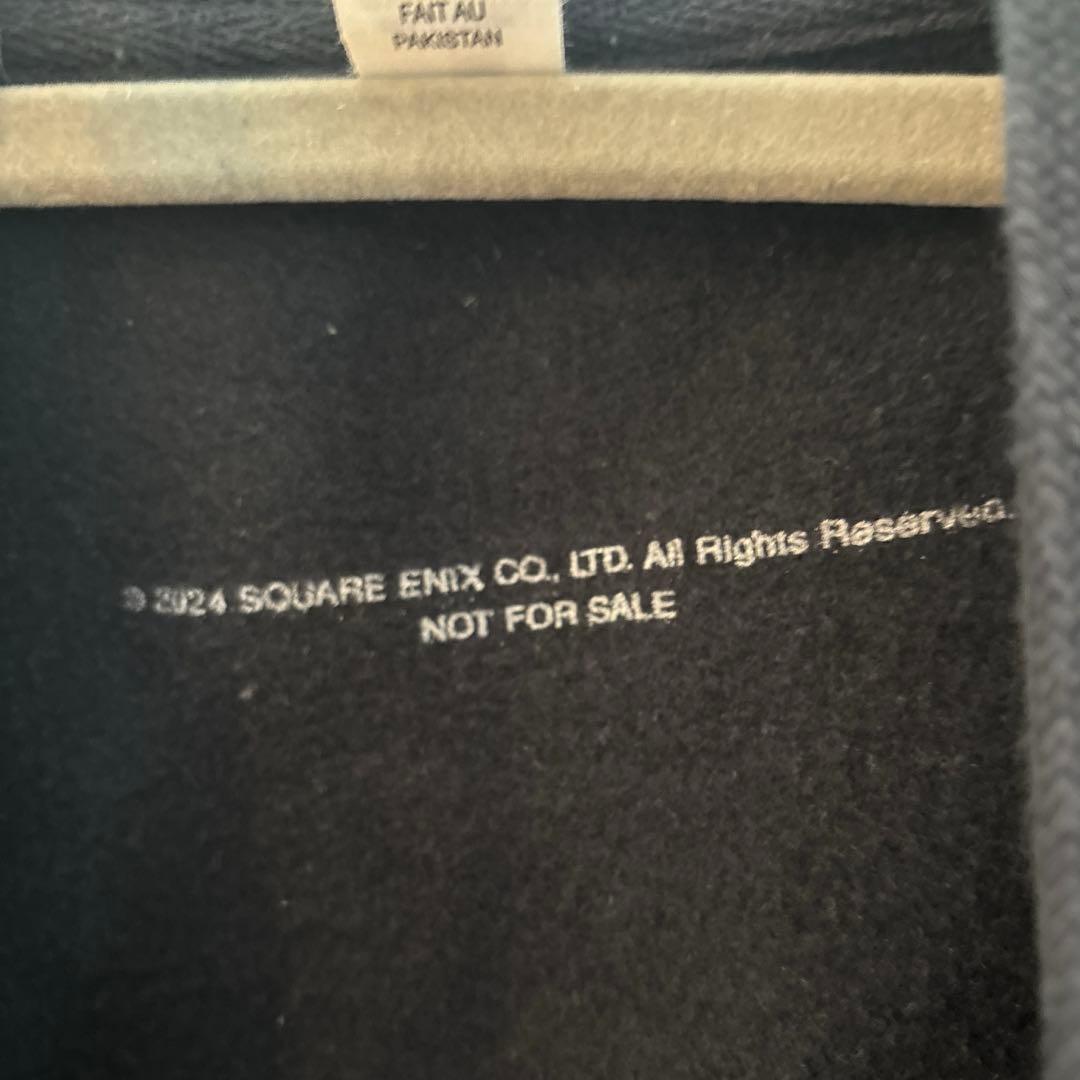 FAIT AU
PAKISTAN
© 2024 SQUARE ENIX CO., LTD. All Rights Reserved.
NOT FOR SALE